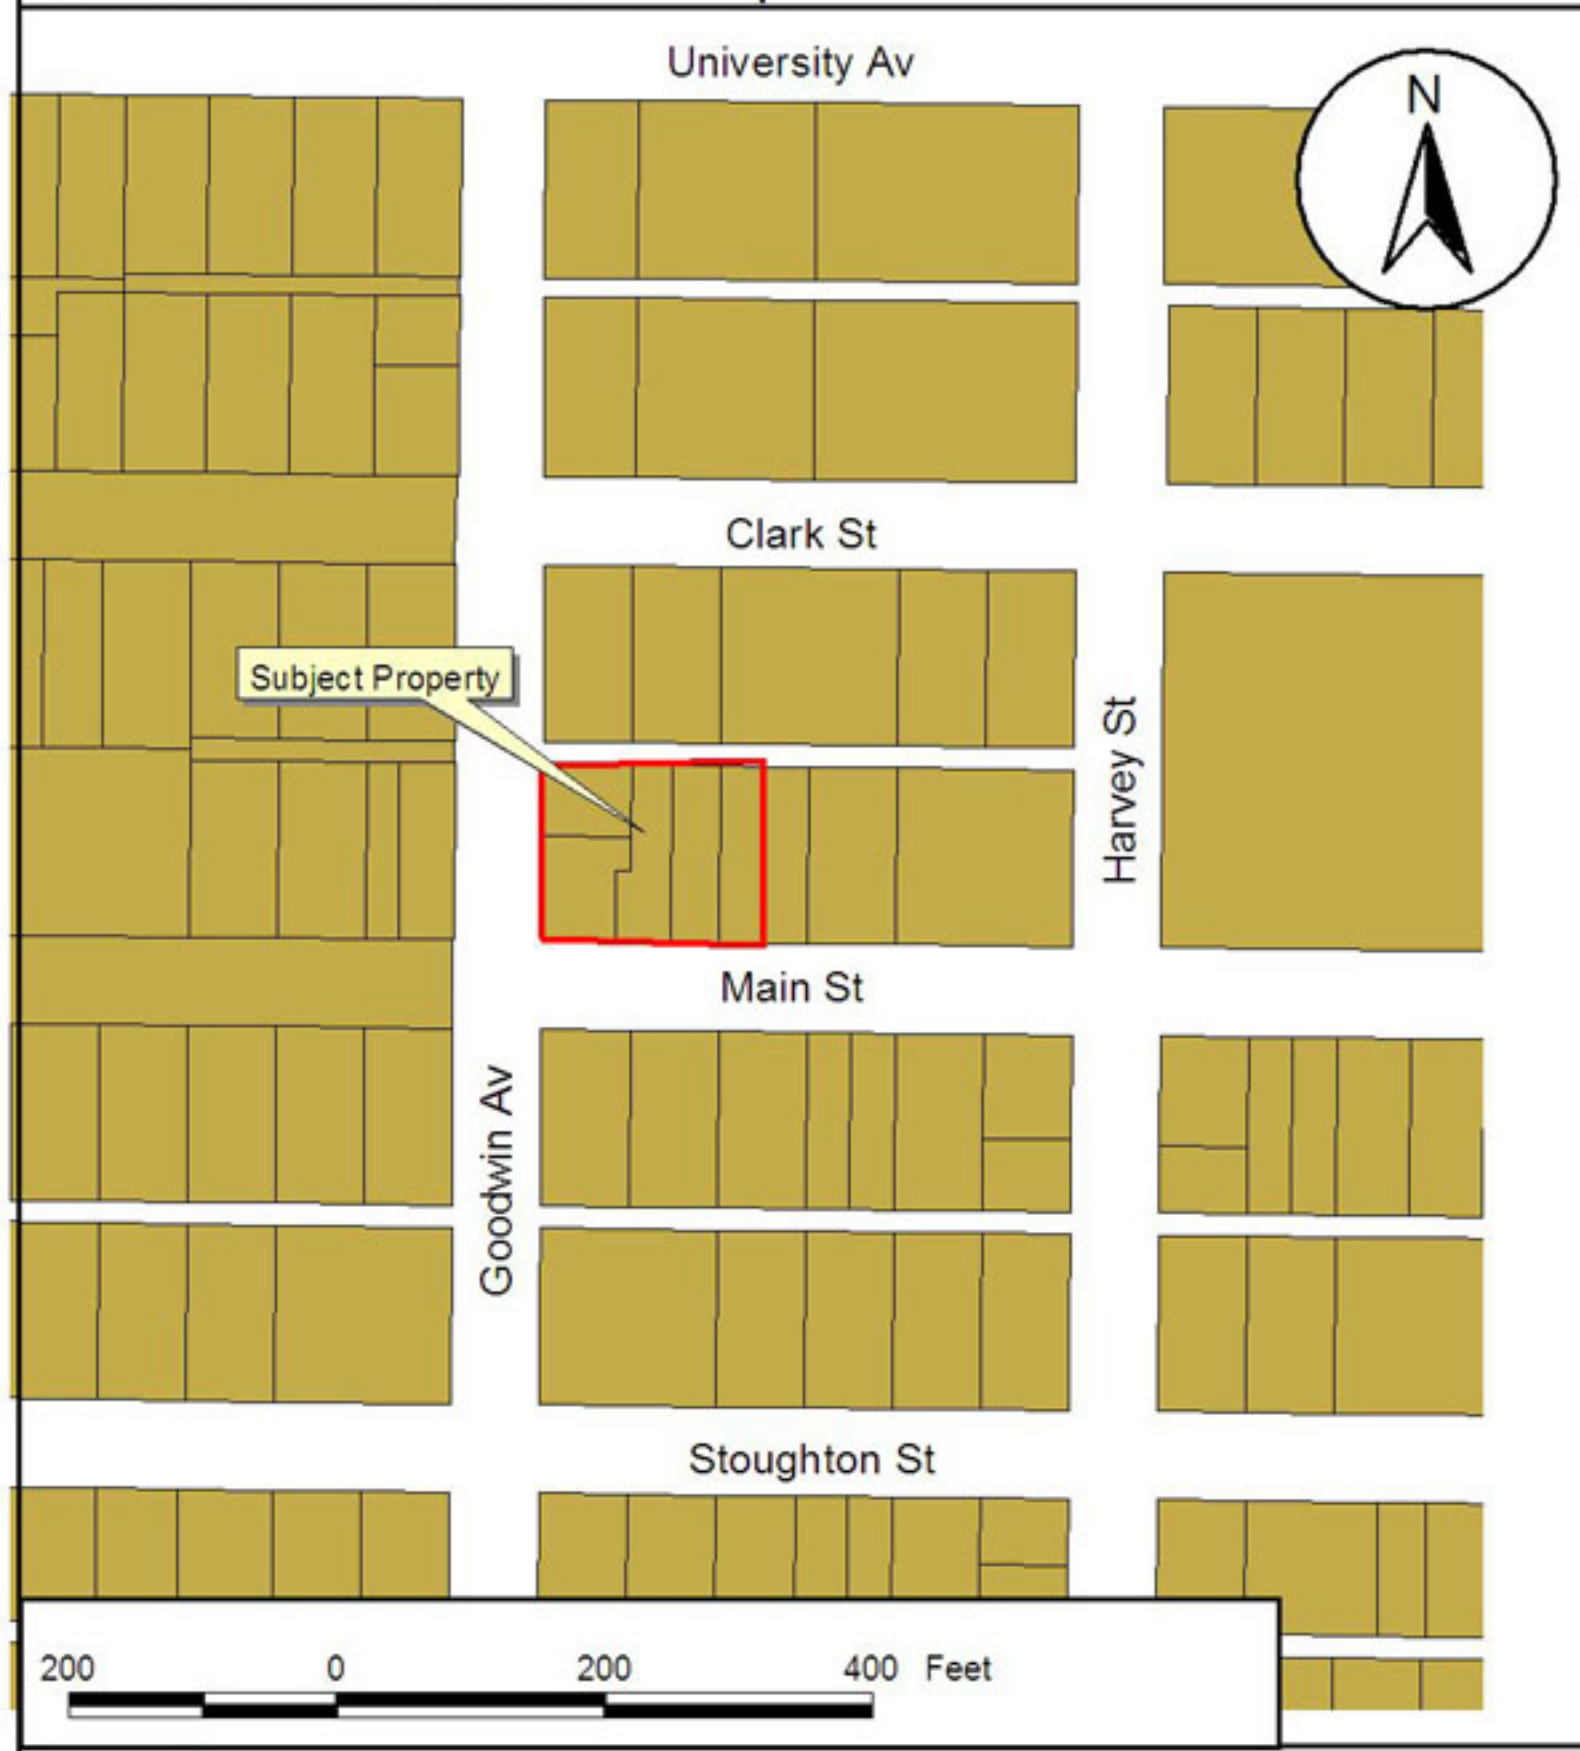 University Av
N
Clark St
Subject Property
Harvey St
Main St
Goodwin Av
Stoughton St
200 0 200 400 Feet